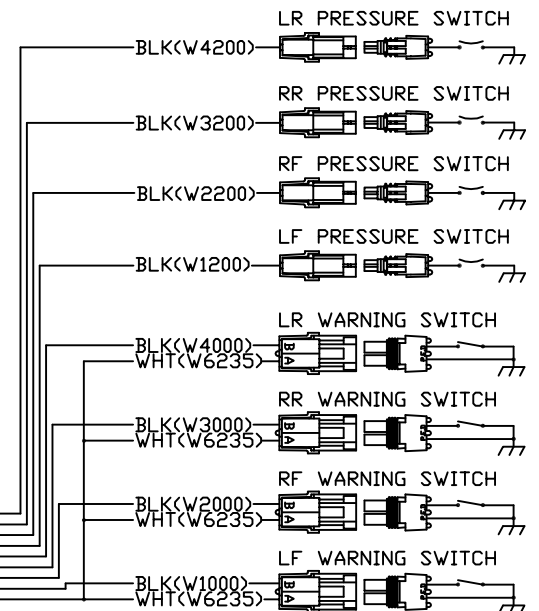 LR PRESSURE SWITCH
BLK(W4200)
RR PRESSURE SWITCH
BLK(W3200)
RF PRESSURE SWITCH
BLK(W2200)
LF PRESSURE SWITCH
BLK(W1200)
LR WARNING SWITCH
BLK(W4000) B
WHT(W6235) A
RR WARNING SWITCH
BLK(W3000) B
WHT(W6235) A
RF WARNING SWITCH
BLK(W2000) B
WHT(W6235) A
LF WARNING SWITCH
BLK(W1000) B
WHT(W6235) A